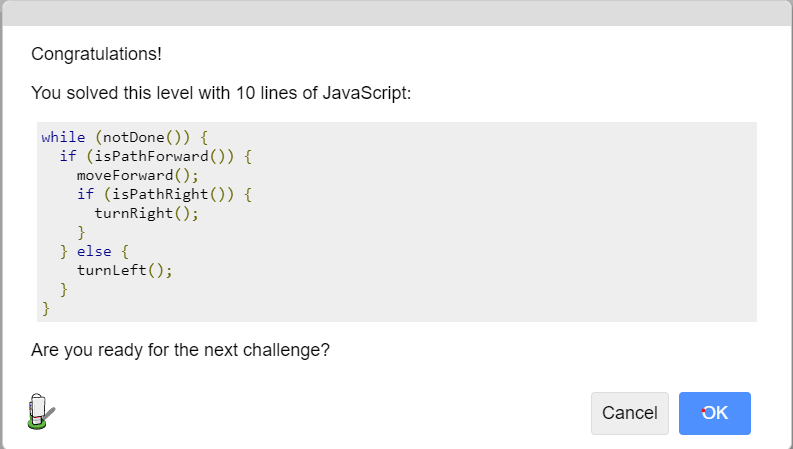 Congratulations!
You solved this level with 10 lines of JavaScript:
while (notDone()) {
  if (isPathForward()) {
    moveForward();
    if (isPathRight()) {
      turnRight();
    }
  } else {
    turnLeft();
  }
}
Are you ready for the next challenge?
Cancel OK